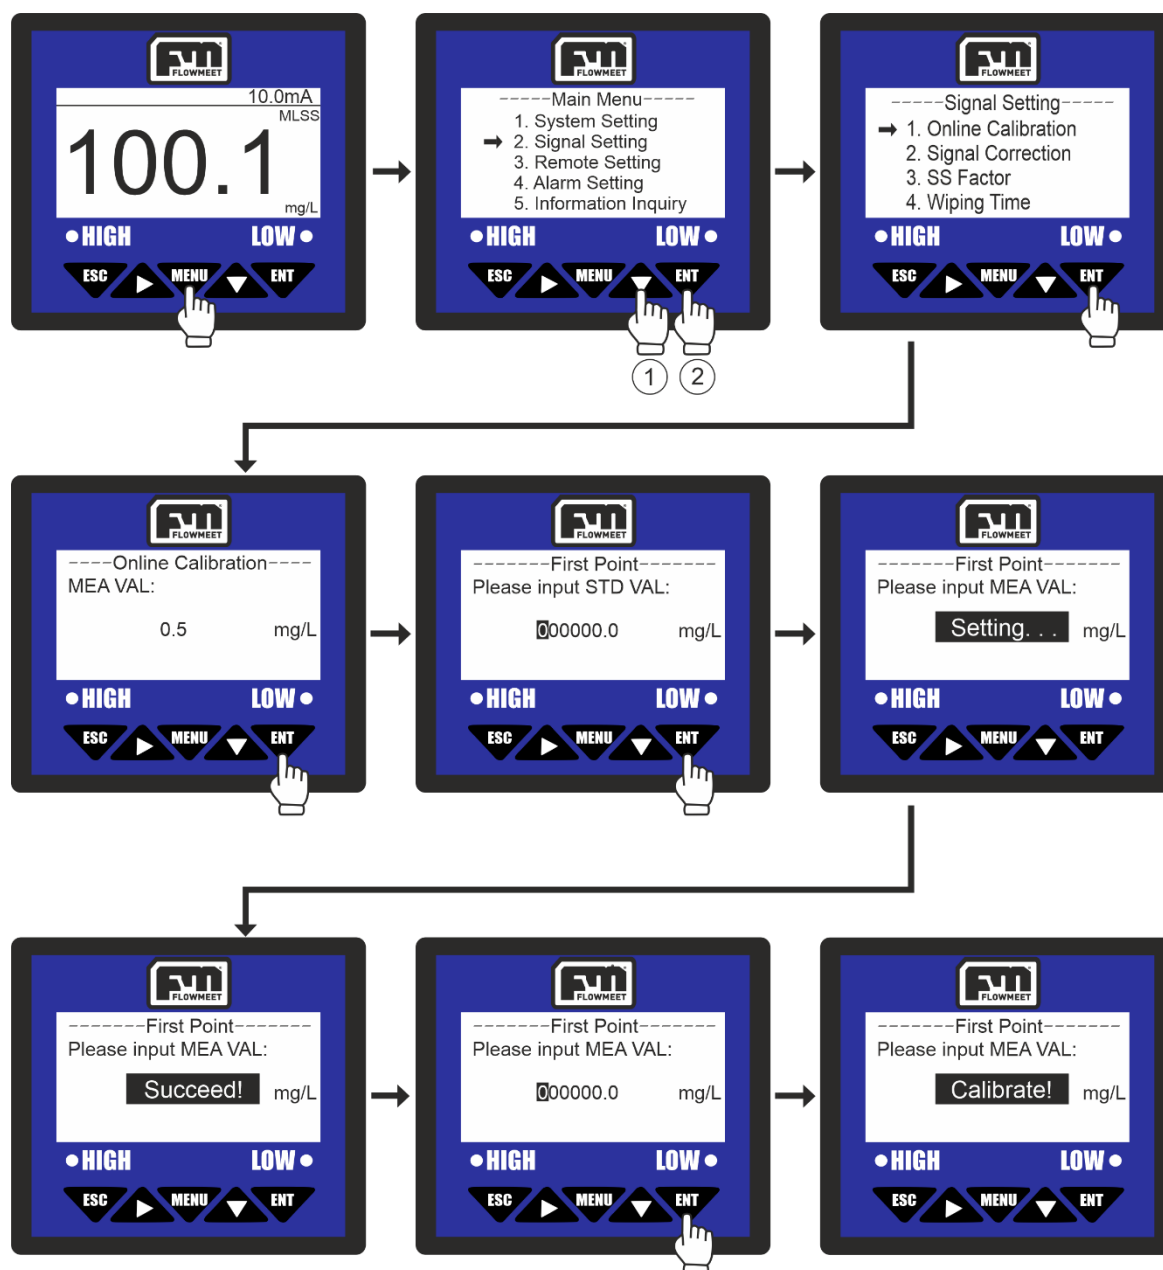 FLOWMEET
10.0mA
MLSS
100.1
mg/L
HIGH LOW
ESC MENU ENT
FLOWMEET
-----Main Menu-----
1. System Setting
2. Signal Setting
3. Remote Setting
4. Alarm Setting
5. Information Inquiry
HIGH LOW
ESC MENU ENT
1 2
FLOWMEET
-----Signal Setting-----
1. Online Calibration
2. Signal Correction
3. SS Factor
4. Wiping Time
HIGH LOW
ESC MENU ENT
FLOWMEET
----Online Calibration----
MEA VAL:
0.5 mg/L
HIGH LOW
ESC MENU ENT
FLOWMEET
-------First Point-------
Please input STD VAL:
000000.0 mg/L
HIGH LOW
ESC MENU ENT
FLOWMEET
-------First Point-------
Please input MEA VAL:
Setting. . . mg/L
HIGH LOW
ESC MENU ENT
FLOWMEET
-------First Point-------
Please input MEA VAL:
Succeed! mg/L
HIGH LOW
ESC MENU ENT
FLOWMEET
-------First Point-------
Please input MEA VAL:
000000.0 mg/L
HIGH LOW
ESC MENU ENT
FLOWMEET
-------First Point-------
Please input MEA VAL:
Calibrate! mg/L
HIGH LOW
ESC MENU ENT